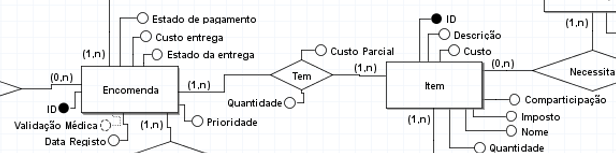 Estado de pagamento
ID
(1,n)
Custo entrega
Descrição
(1,n)
Estado da entrega
Custo Parcial
Custo
(0,n)
(1,n)
(1,n)
(0,n)
Encomenda
Tem
Item
Necessita
ID
Quantidade
Comparticipação
Validação Médica
(1,n)
Prioridade
(1,n)
Imposto
Data Registo
Nome
Quantidade